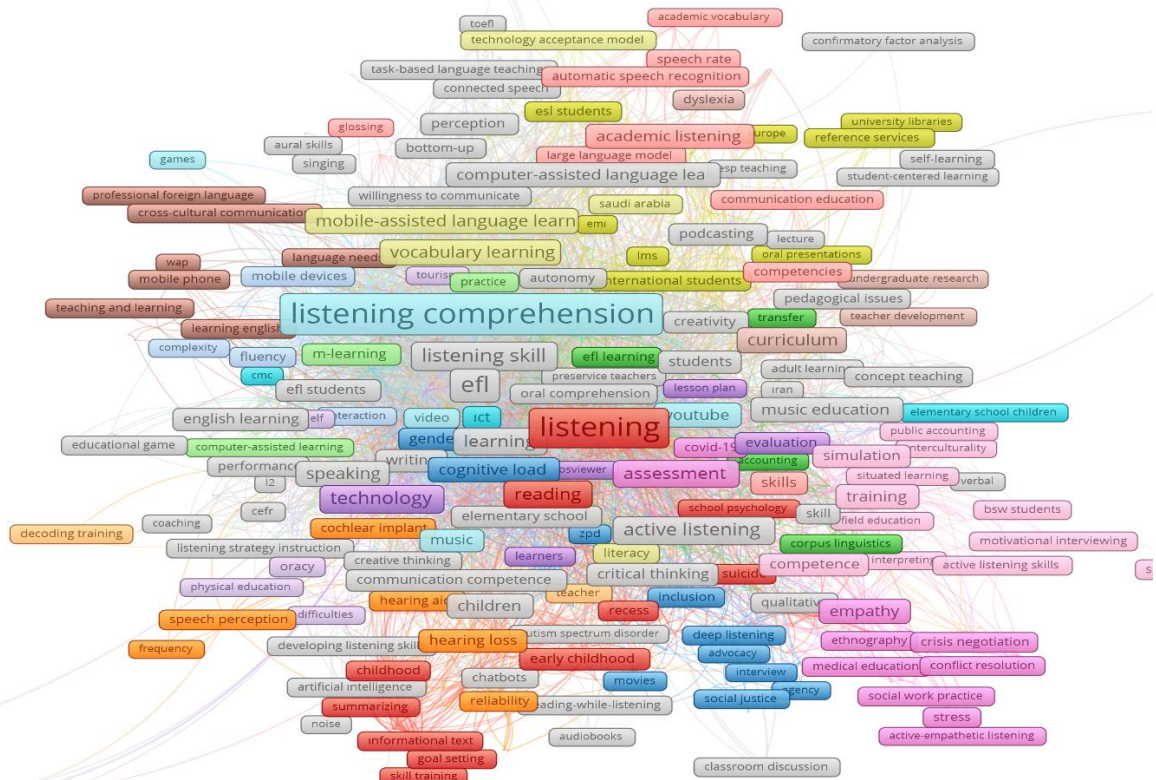 toefl
academic vocabulary
technology acceptance model
confirmatory factor analysis
speech rate
task-based language teaching
automatic speech recognition
connected speech
dyslexia
esl students
university libraries
glossing
perception
academic listening
europe
reference services
aural skills
bottom-up
large language model
games
singing
computer-assisted language lea
esp teaching
self-learning
student-centered learning
professional foreign language
willingness to communicate
saudi arabia
communication education
cross-cultural communication
mobile-assisted language learn
emi
podcasting
lecture
vocabulary learning
lms
oral presentations
wap
language need
mobile devices
tourism
practice
autonomy
international students
competencies
undergraduate research
mobile phone
pedagogical issues
teaching and learning
listening comprehension
creativity
transfer
teacher development
learning english
curriculum
complexity
fluency
m-learning
listening skill
efl learning
students
cmc
efl students
efl
preservice teachers
lesson plan
adult learning
iran
concept teaching
oral comprehension
english learning
elf
interaction
video
ict
listening
youtube
music education
elementary school children
educational game
computer-assisted learning
gende
learning
covid-19
evaluation
public accounting
interculturality
performance
writing
accounting
simulation
l2
speaking
cognitive load
osviewer
assessment
situated learning
verbal
technology
reading
skills
training
cefr
school psychology
skill
bsw students
decoding training
coaching
cochlear implant
elementary school
active listening
field education
motivational interviewing
listening strategy instruction
music
zpd
corpus linguistics
oracy
creative thinking
learners
literacy
competence
interpreting
active listening skills
physical education
communication competence
critical thinking
suicide
difficulties
hearing aid
children
teacher
recess
inclusion
qualitative
empathy
speech perception
frequency
developing listening skil
hearing loss
autism spectrum disorder
deep listening
ethnography
crisis negotiation
childhood
early childhood
advocacy
artificial intelligence
chatbots
movies
interview
medical education
conflict resolution
summarizing
reliability
eading-while-listening
social justice
agency
social work practice
noise
stress
informational text
audiobooks
active-empathetic listening
goal setting
skill training
classroom discussion
s